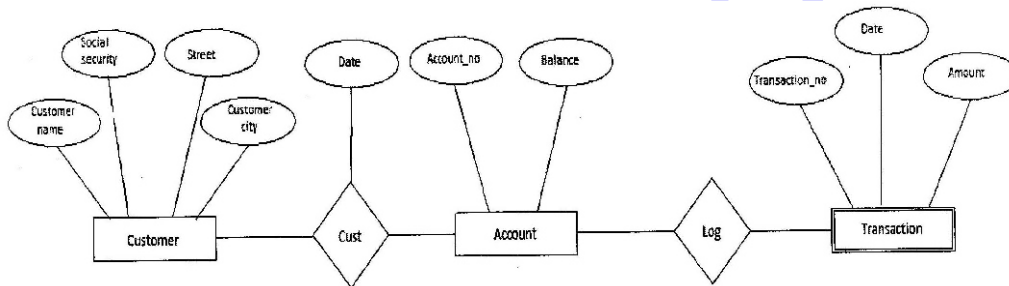 Date
Social
security
Street
Date
Account_no
Balance
Transaction_no
Amount
Customer
name
Customer
city
Customer
Cust
Account
Log
Transaction